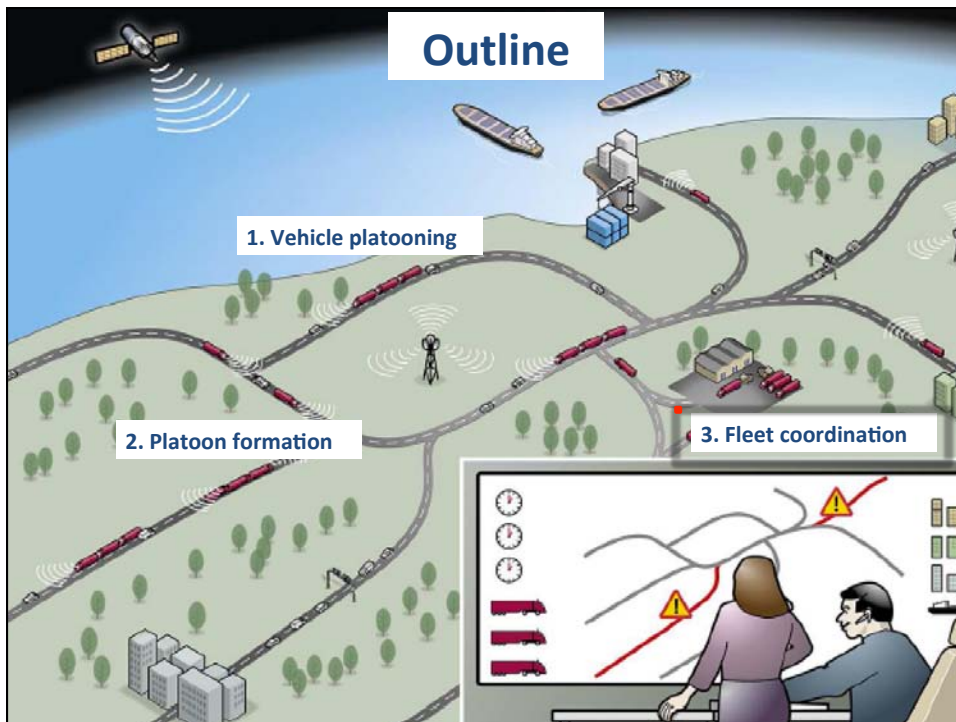 Outline
1. Vehicle platooning
2. Platoon formation
3. Fleet coordination